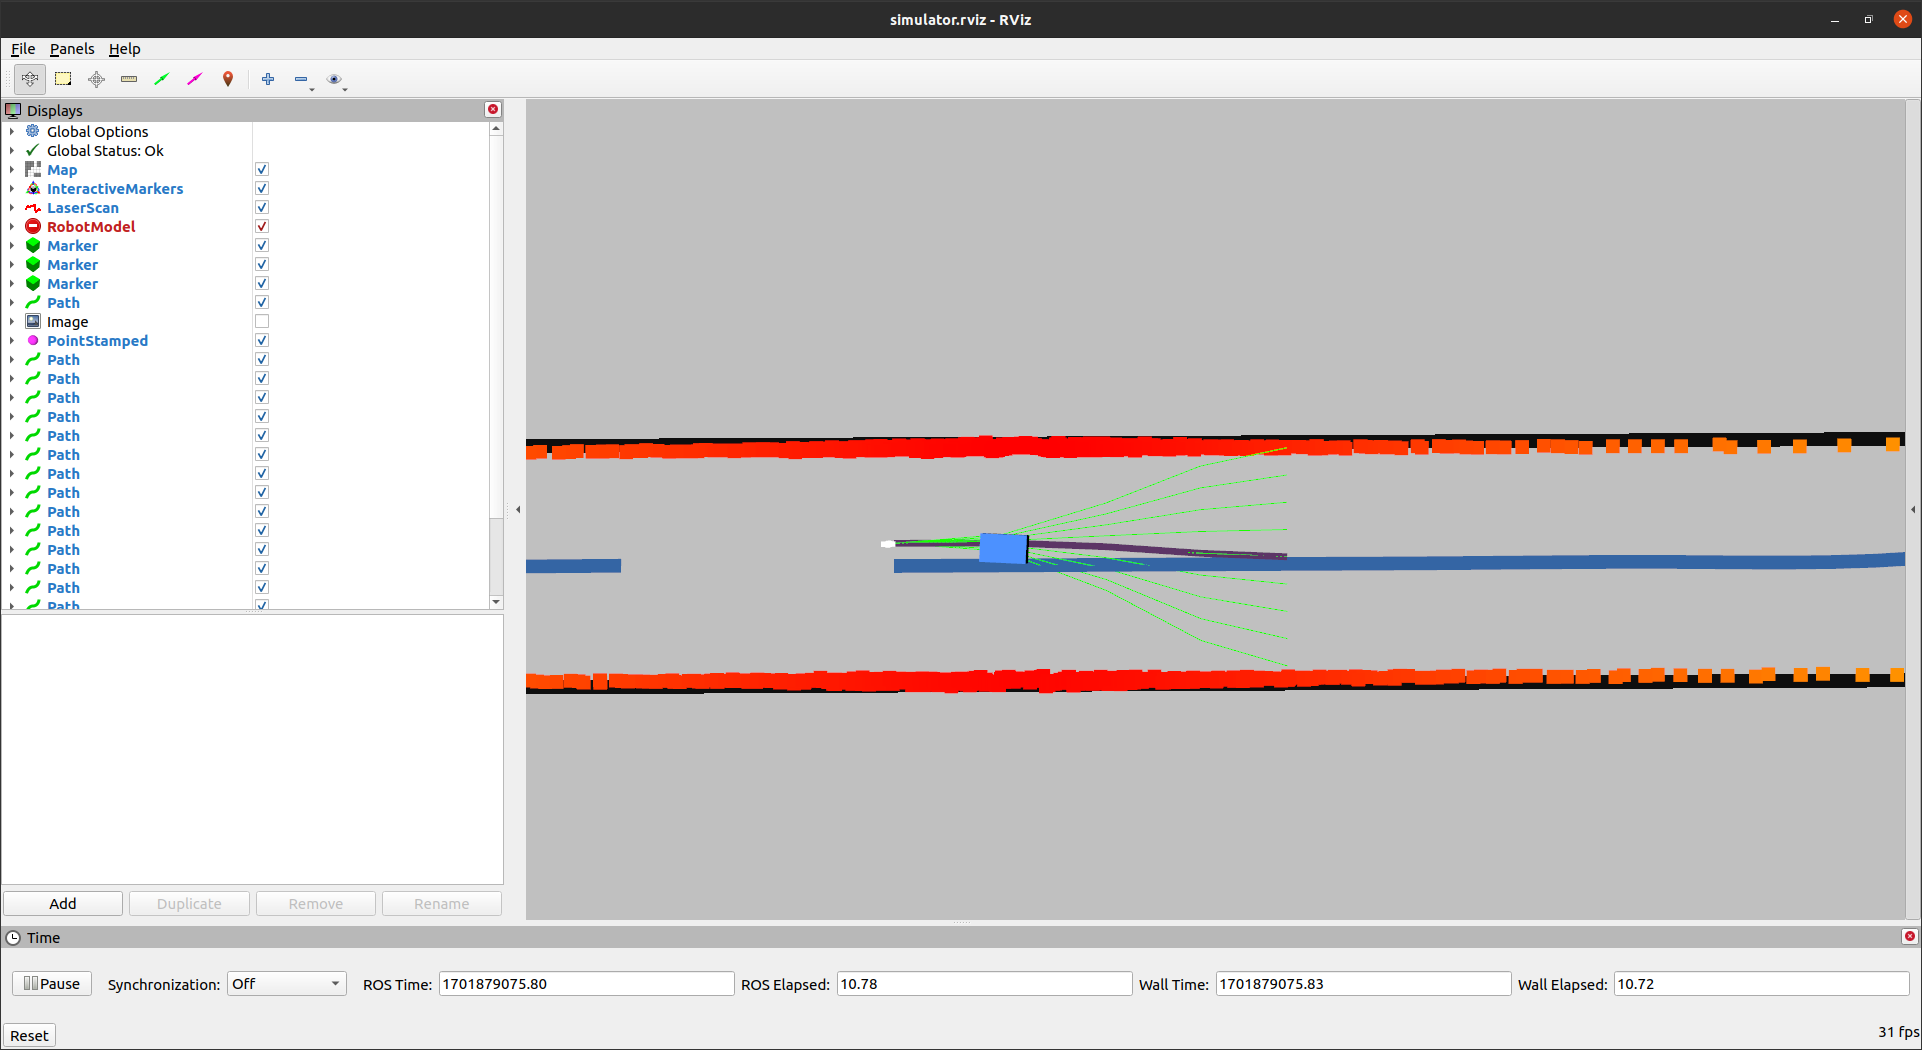 simulator.rviz - RViz
File Panels Help
Displays
Global Options
Global Status: Ok
Map
InteractiveMarkers
LaserScan
RobotModel
Marker
Marker
Marker
Path
Image
PointStamped
Path
Path
Path
Path
Path
Path
Path
Path
Path
Path
Path
Path
Path
Path
Add Duplicate Remove Rename
Time
Pause Synchronization: Off ROS Time: 1701879075.80 ROS Elapsed: 10.78 Wall Time: 1701879075.83 Wall Elapsed: 10.72
Reset 31 fps